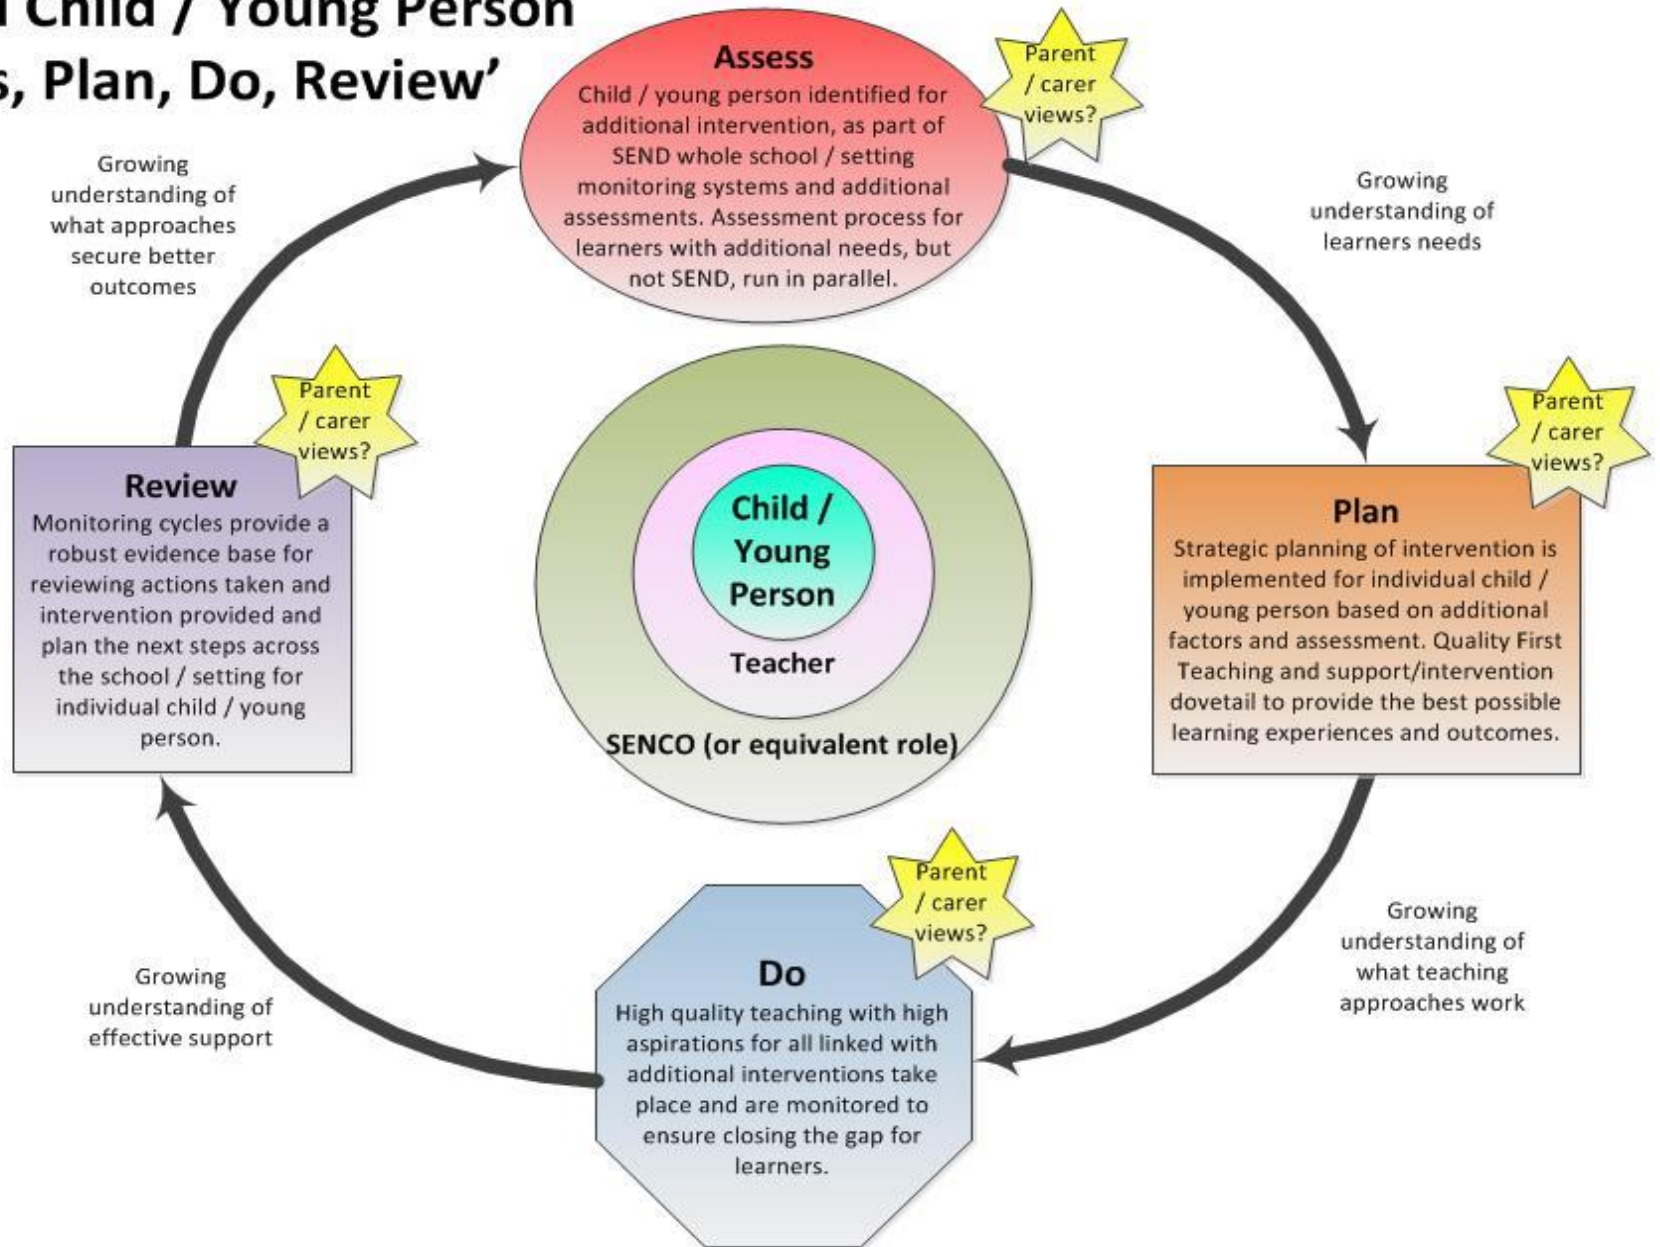 Child / Young Person
, Plan, Do, Review’
Assess
Child / young person identified for
additional intervention, as part of
SEND whole school / setting
monitoring systems and additional
assessments. Assessment process for
learners with additional needs, but
not SEND, run in parallel.
Parent
/ carer
views?
Growing
understanding of
what approaches
secure better
outcomes
Growing
understanding of
learners needs
Parent
/ carer
views?
Parent
/ carer
views?
Review
Monitoring cycles provide a
robust evidence base for
reviewing actions taken and
intervention provided and
plan the next steps across
the school / setting for
individual child / young
person.
Child /
Young
Person
Teacher
SENCO (or equivalent role)
Plan
Strategic planning of intervention is
implemented for individual child /
young person based on additional
factors and assessment. Quality First
Teaching and support/intervention
dovetail to provide the best possible
learning experiences and outcomes.
Parent
/ carer
views?
Growing
understanding of
what teaching
approaches work
Growing
understanding of
effective support
Do
High quality teaching with high
aspirations for all linked with
additional interventions take
place and are monitored to
ensure closing the gap for
learners.